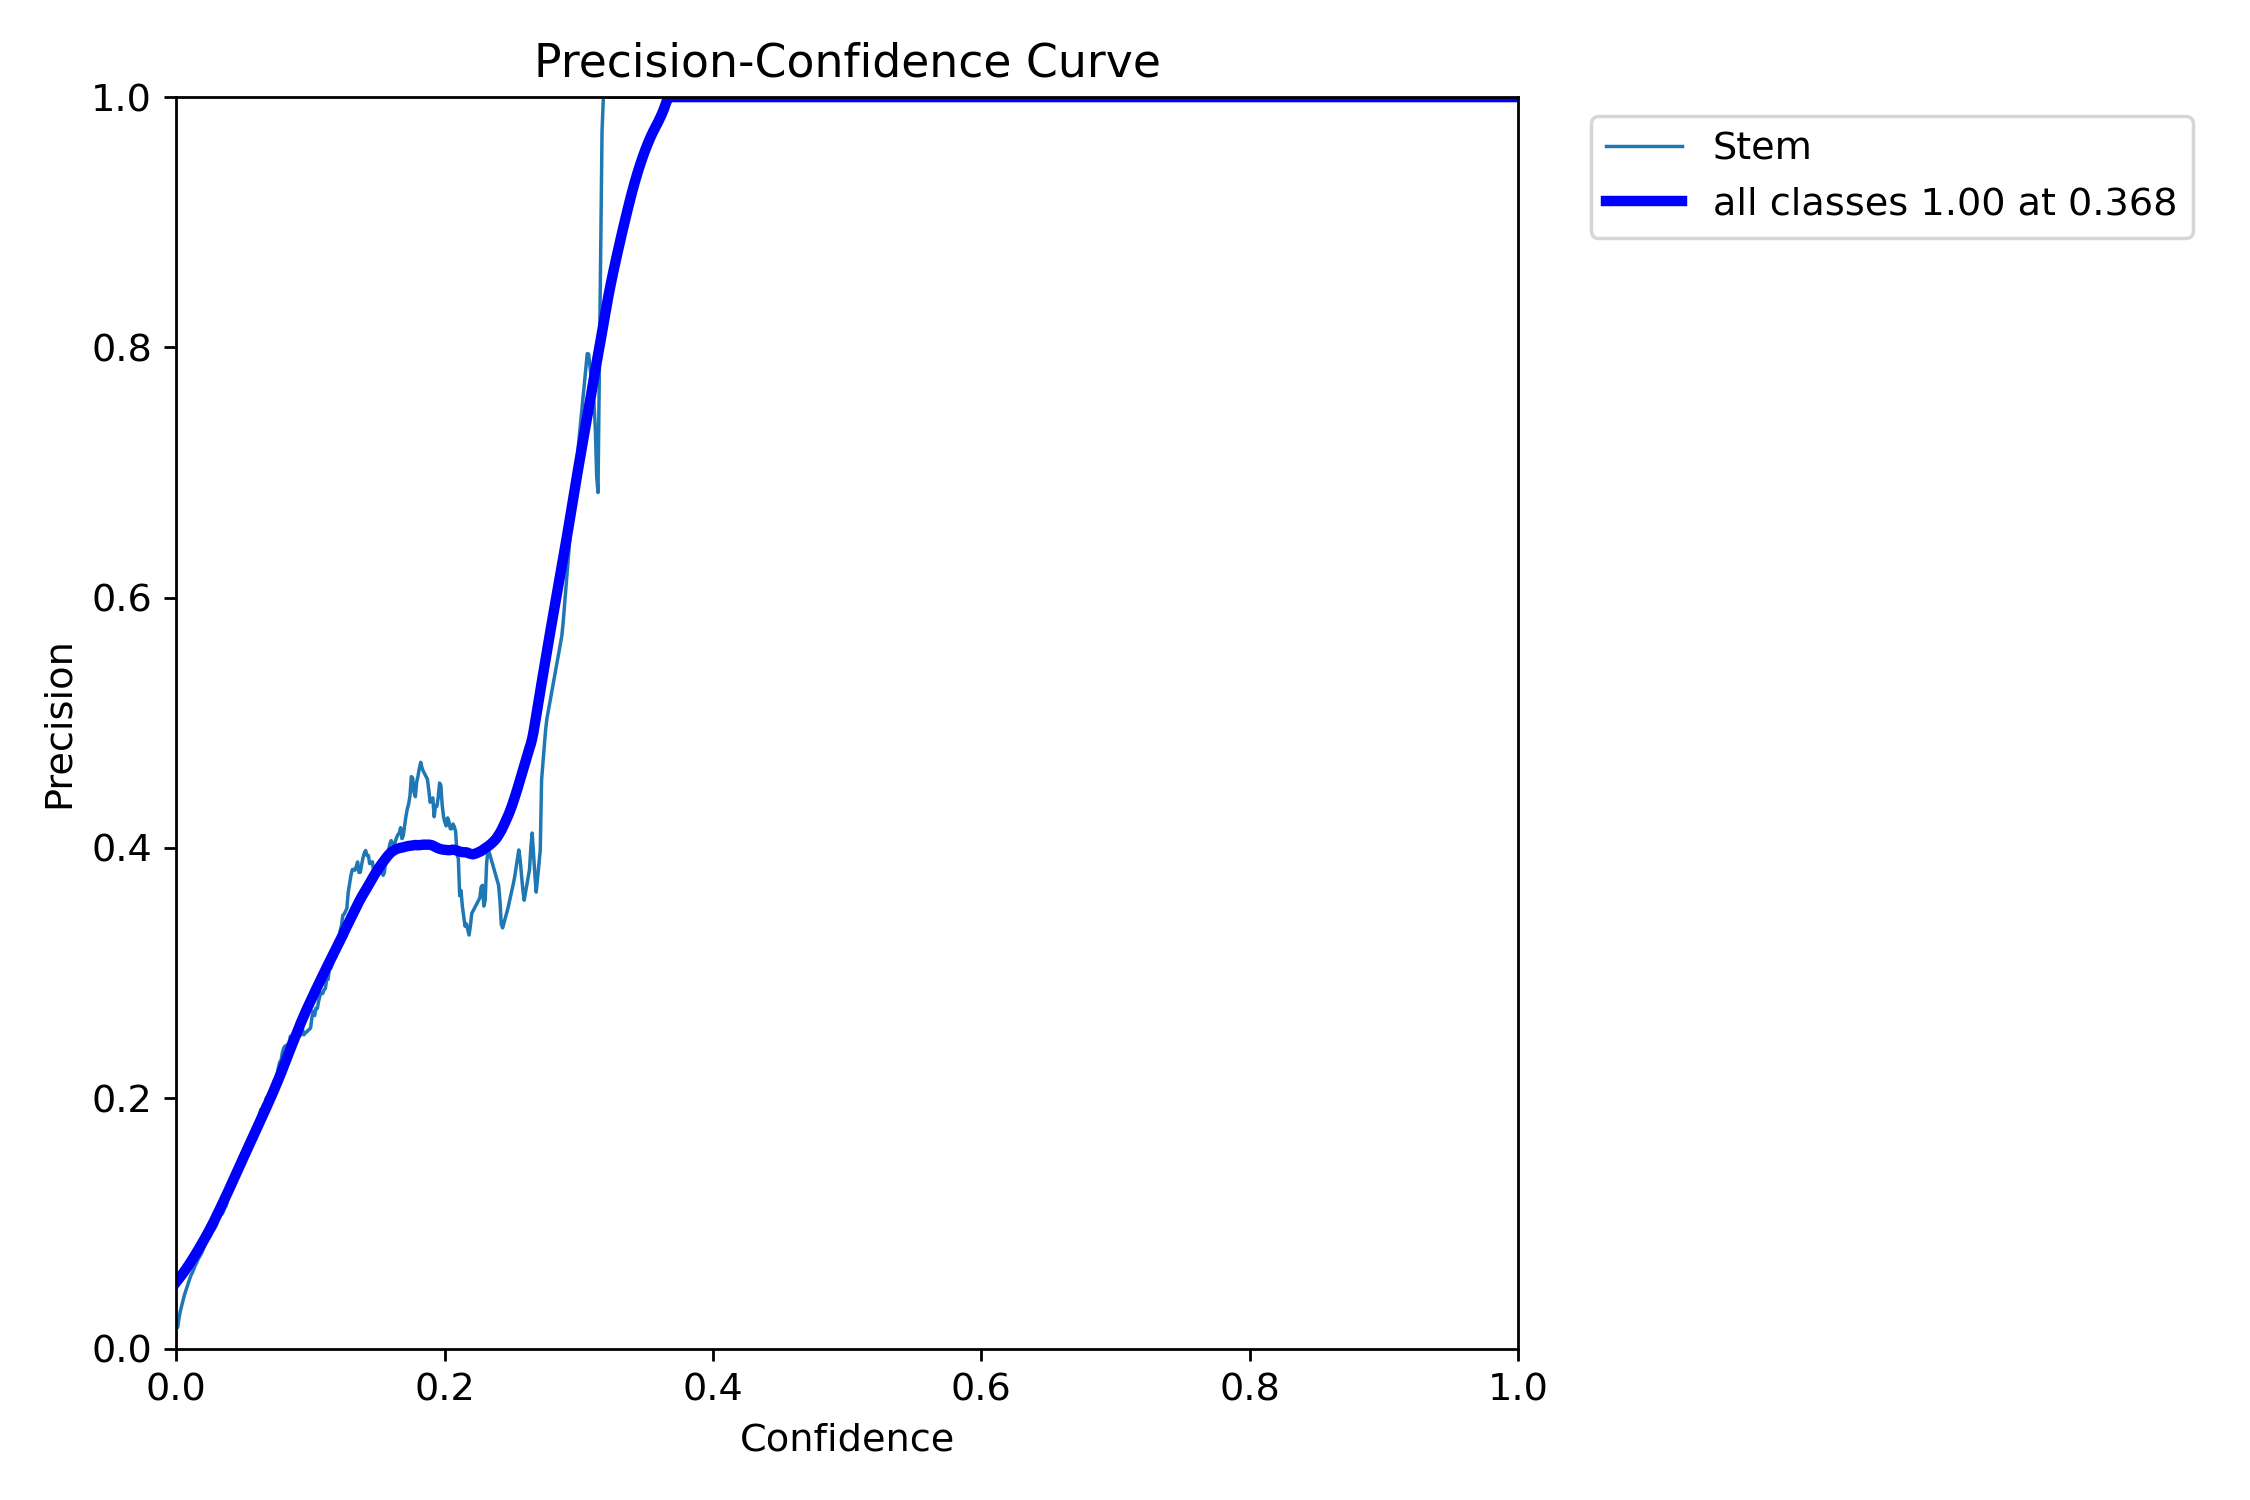 Precision-Confidence Curve
Stem
all classes 1.00 at 0.368
1.0
0.8
0.6
0.4
0.2
0.0
Precision
0.0 0.2 0.4 0.6 0.8 1.0
Confidence